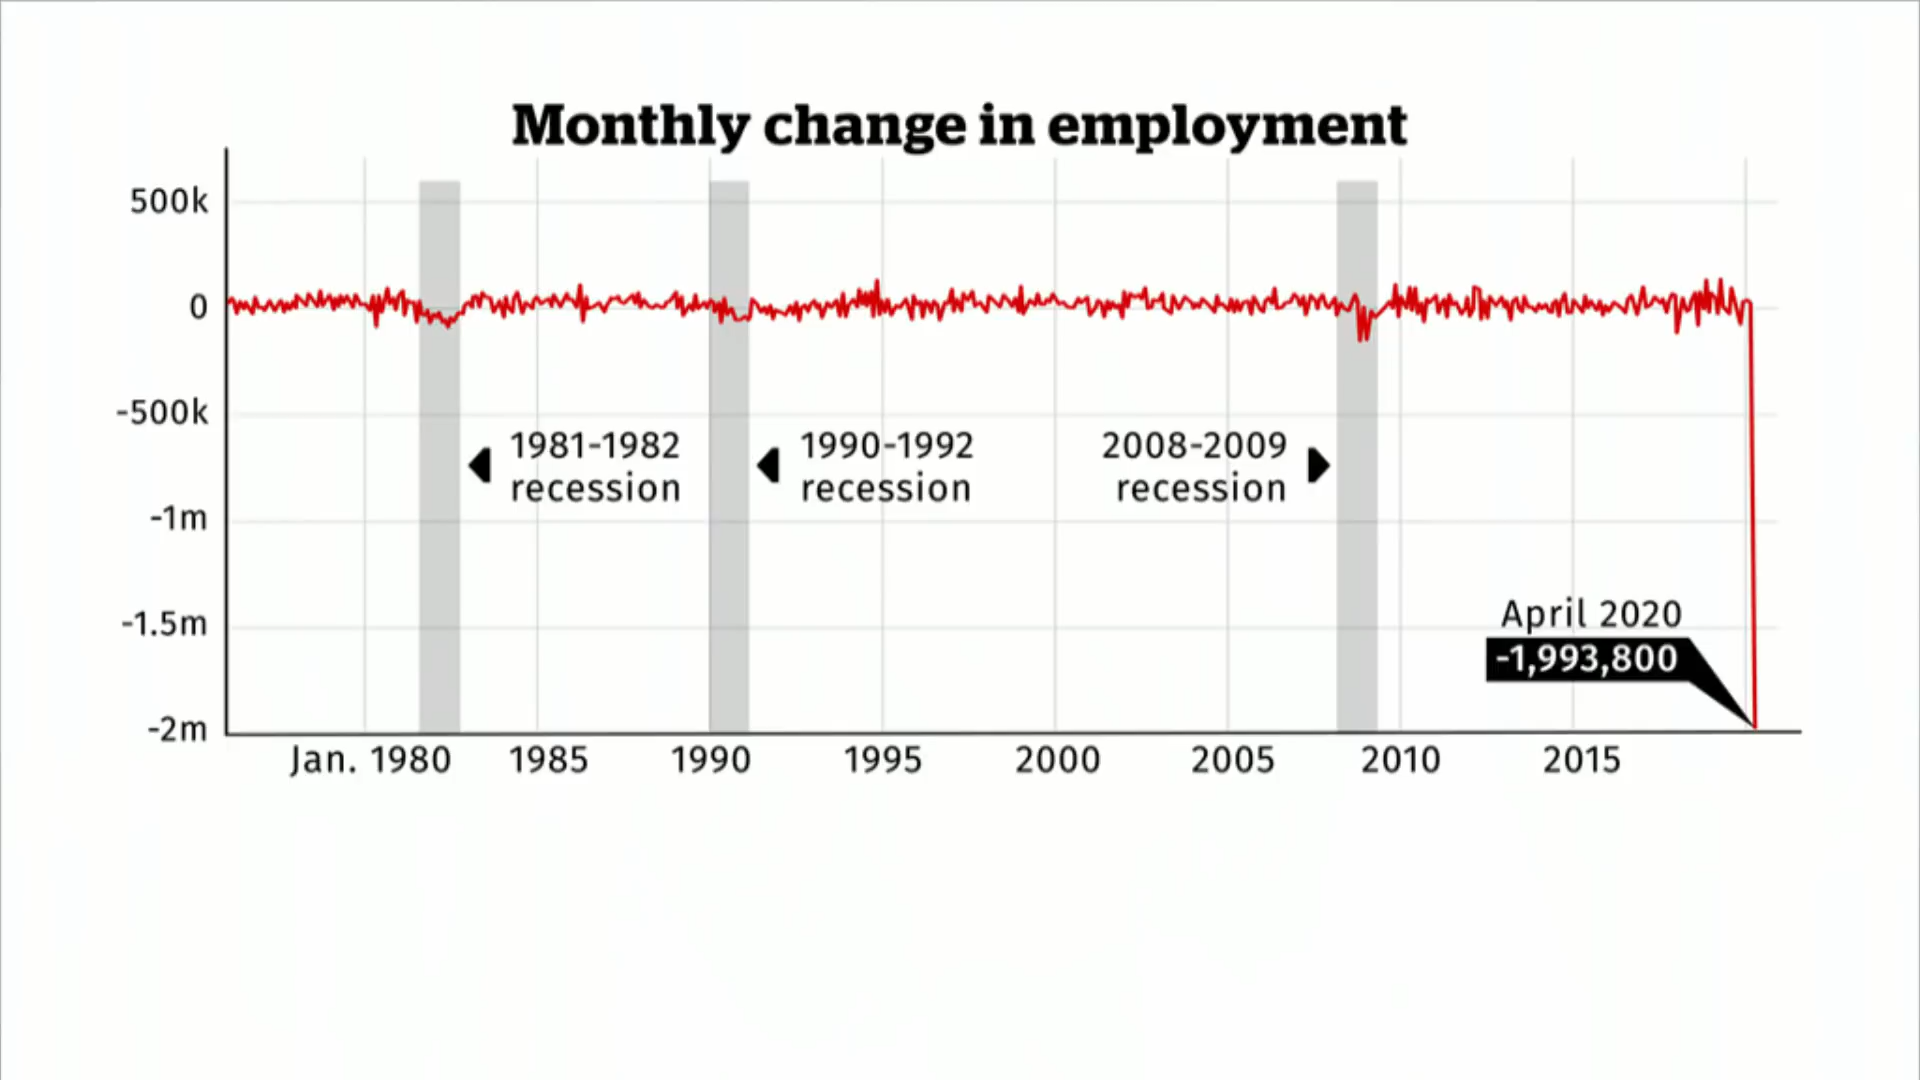 Monthly change in employment
500k
0
-500k
-1m
-1.5m
-2m
1981-1982
recession
1990-1992
recession
2008-2009
recession
April 2020
-1,993,800
Jan. 1980 1985 1990 1995 2000 2005 2010 2015